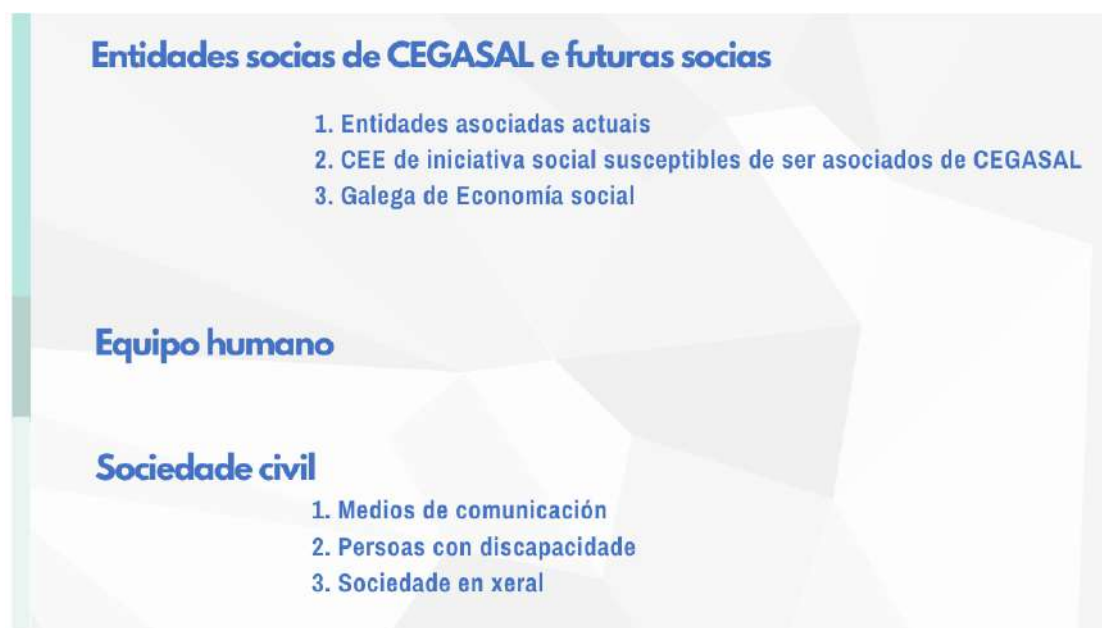 Entidades socias de CEGASAL e futuras socias
1. Entidades asociadas actuais
2. CEE de iniciativa social susceptibles de ser asociados de CEGASAL
3. Galega de Economía social
Equipo humano
Sociedade civil
1. Medios de comunicación
2. Persoas con discapacidade
3. Sociedade en xeral